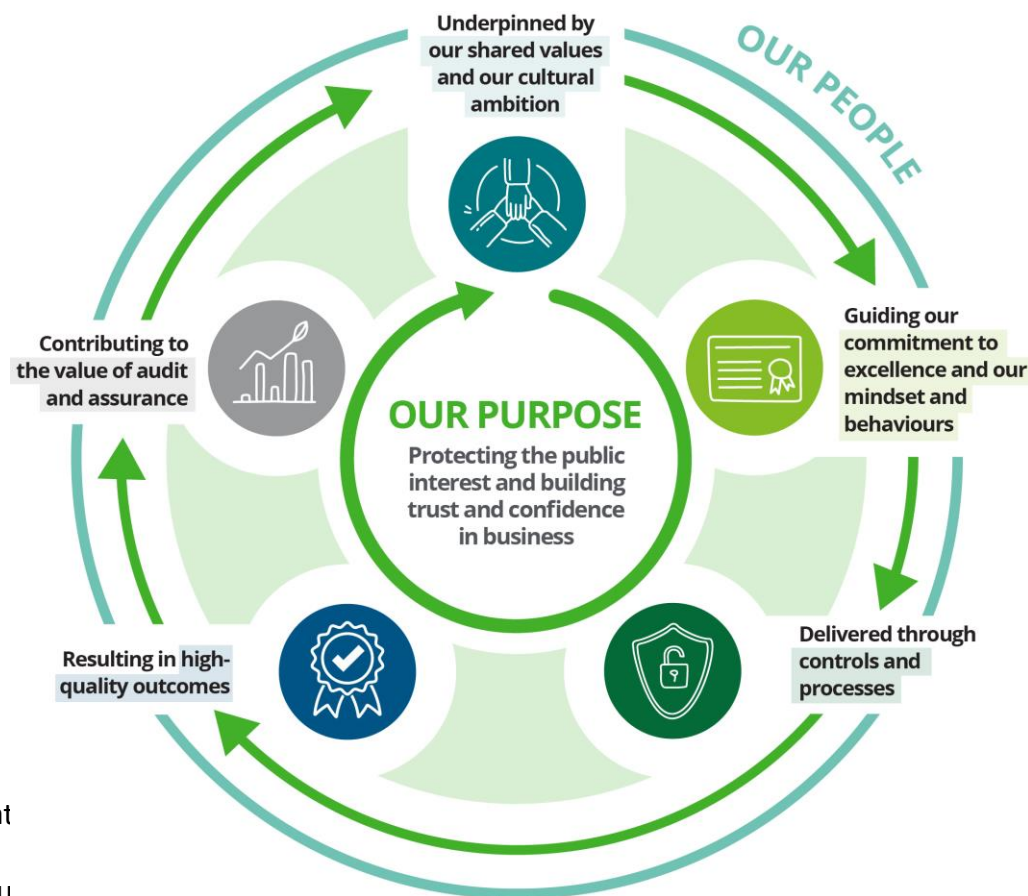 Underpinned by
our shared values
and our cultural
ambition
OUR PEOPLE
Guiding our
commitment to
excellence and our
mindset and
behaviours
Contributing to
the value of audit
and assurance
OUR PURPOSE
Protecting the public
interest and building
trust and confidence
in business
Delivered through
controls and
processes
Resulting in high-
quality outcomes